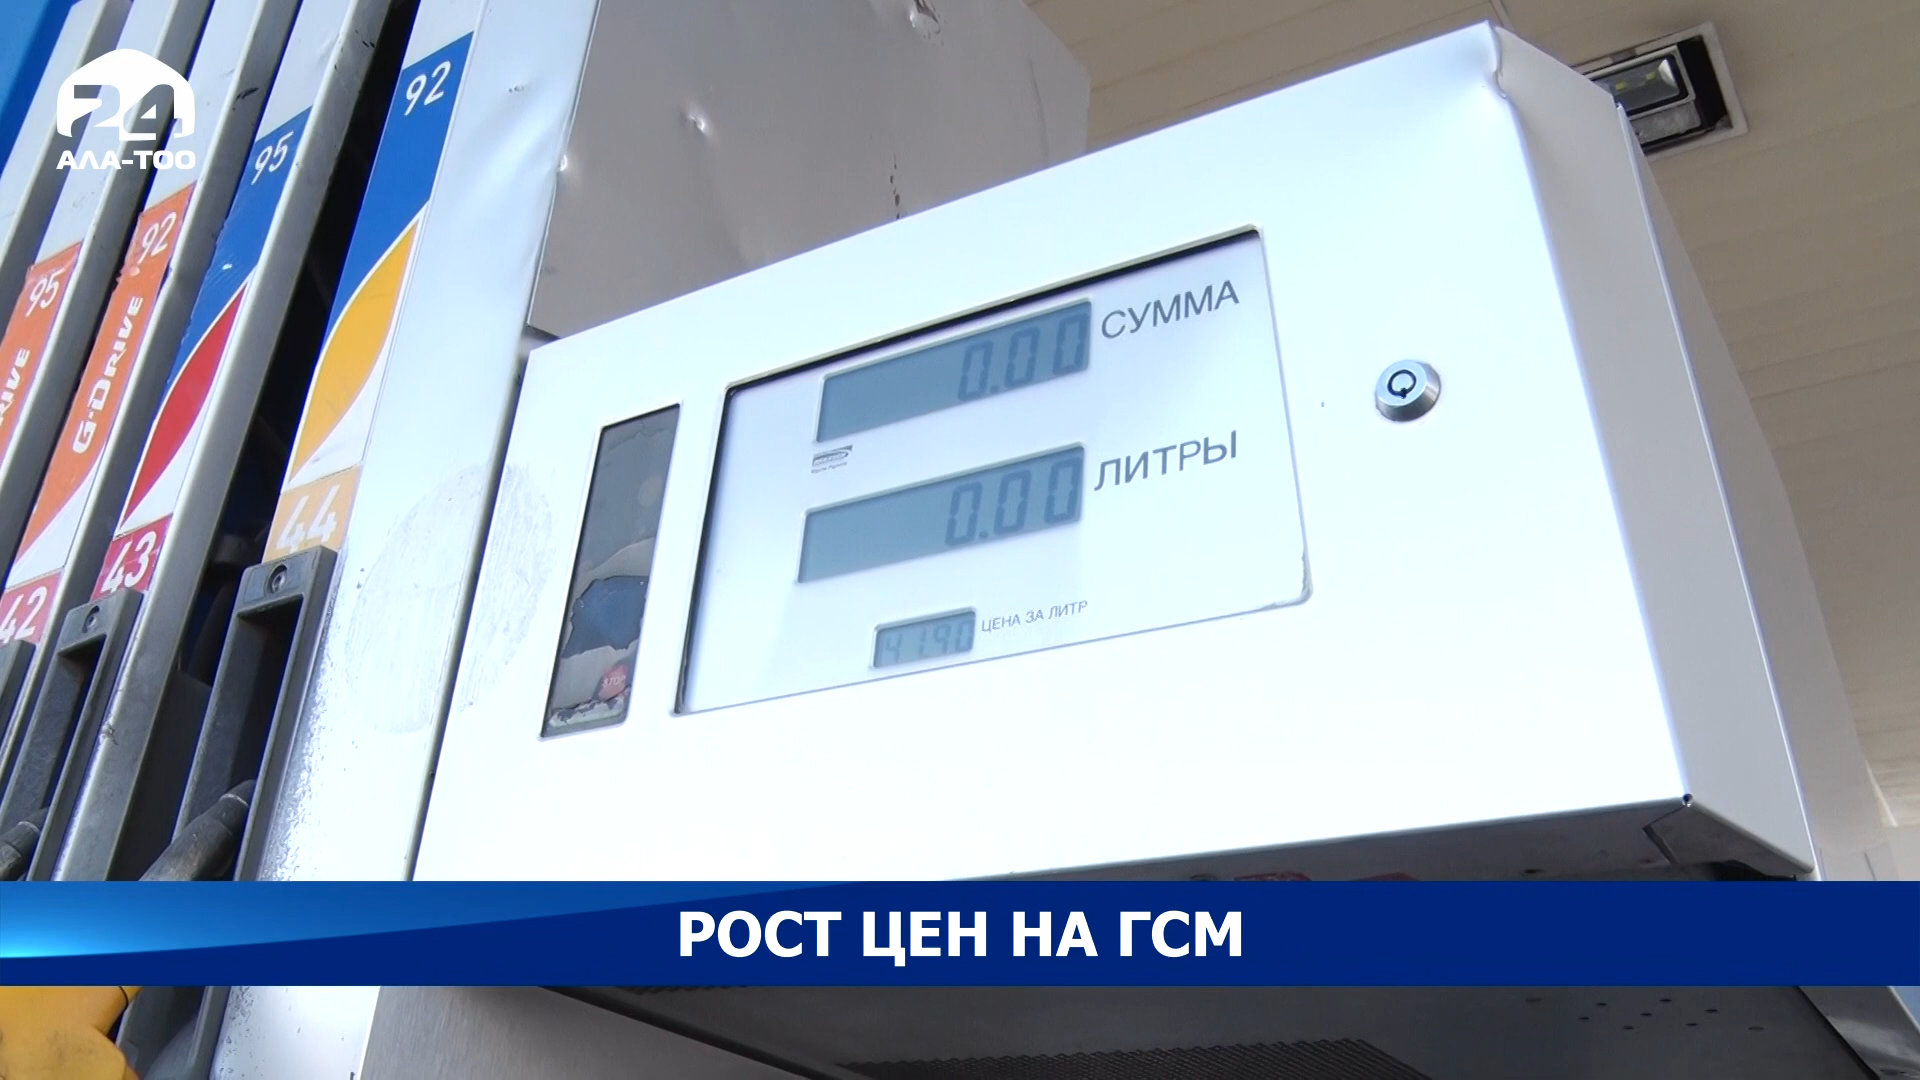 24
АЛА-ТОО
92
95
92
95
G-DRIVE
RIVE
44
43
42
0.00 СУММА
0.00 ЛИТРЫ
41.90 ЦЕНА ЗА ЛИТР
РОСТ ЦЕН НА ГСМ